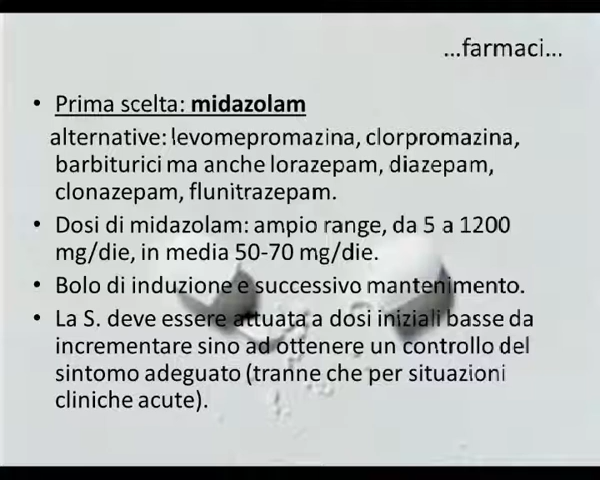 ...farmaci...
• Prima scelta: midazolam
alternative: levomepromazina, clorpromazina,
barbiturici ma anche lorazepam, diazepam,
clonazepam, flunitrazepam.
• Dosi di midazolam: ampio range, da 5 a 1200
mg/die, in media 50-70 mg/die.
• Bolo di induzione e successivo mantenimento.
• La S. deve essere attuata a dosi iniziali basse da
incrementare sino ad ottenere un controllo del
sintomo adeguato (tranne che per situazioni
cliniche acute).